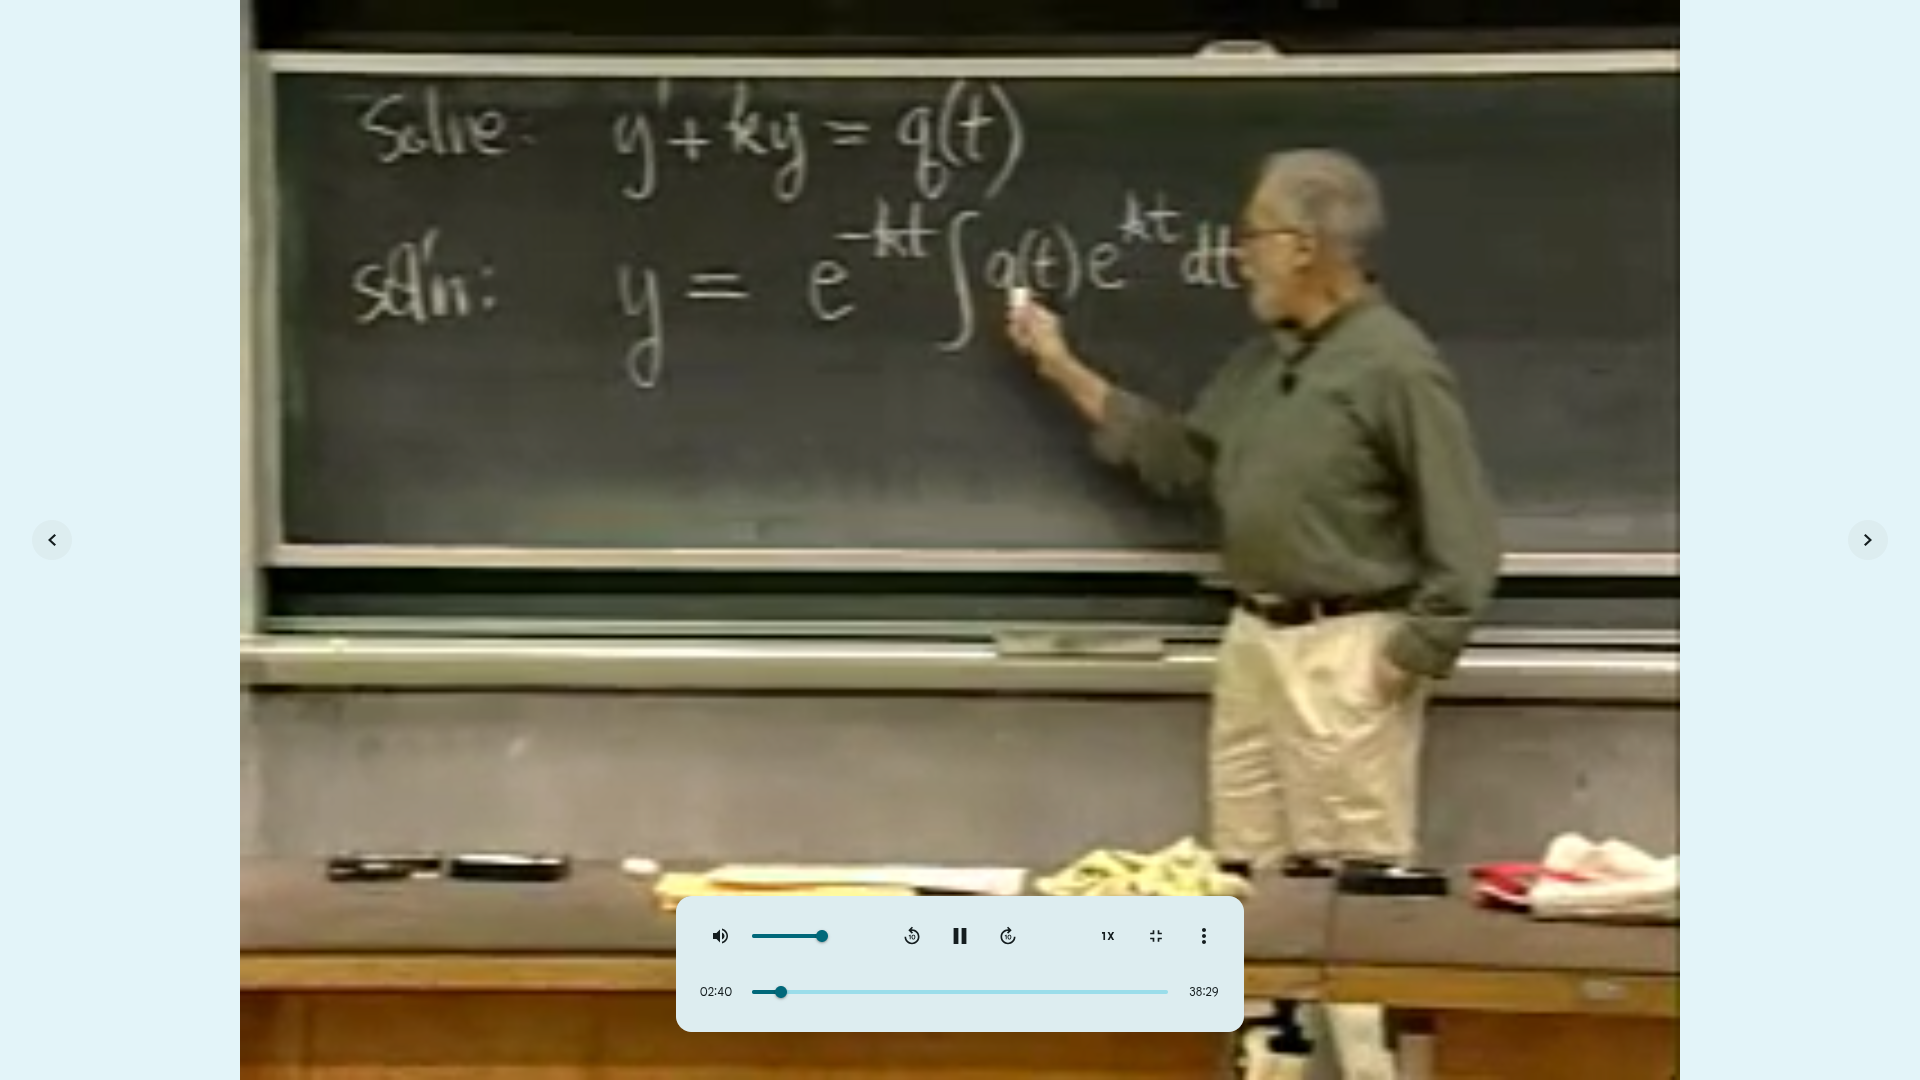 Solve: y' + ky = q(t)
sol'n: y = e^{-kt} ∫ q(t) e^{kt} dt
1X
02:40 38:29